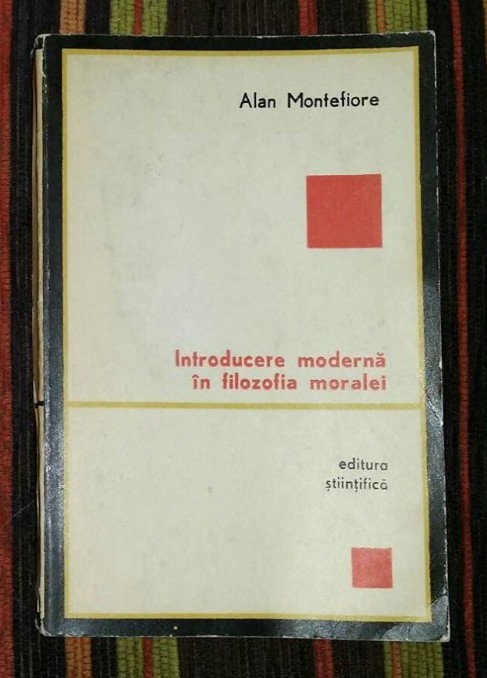 Alan Montefiore
Introducere modernă
în filozofia moralei
editura
științifică